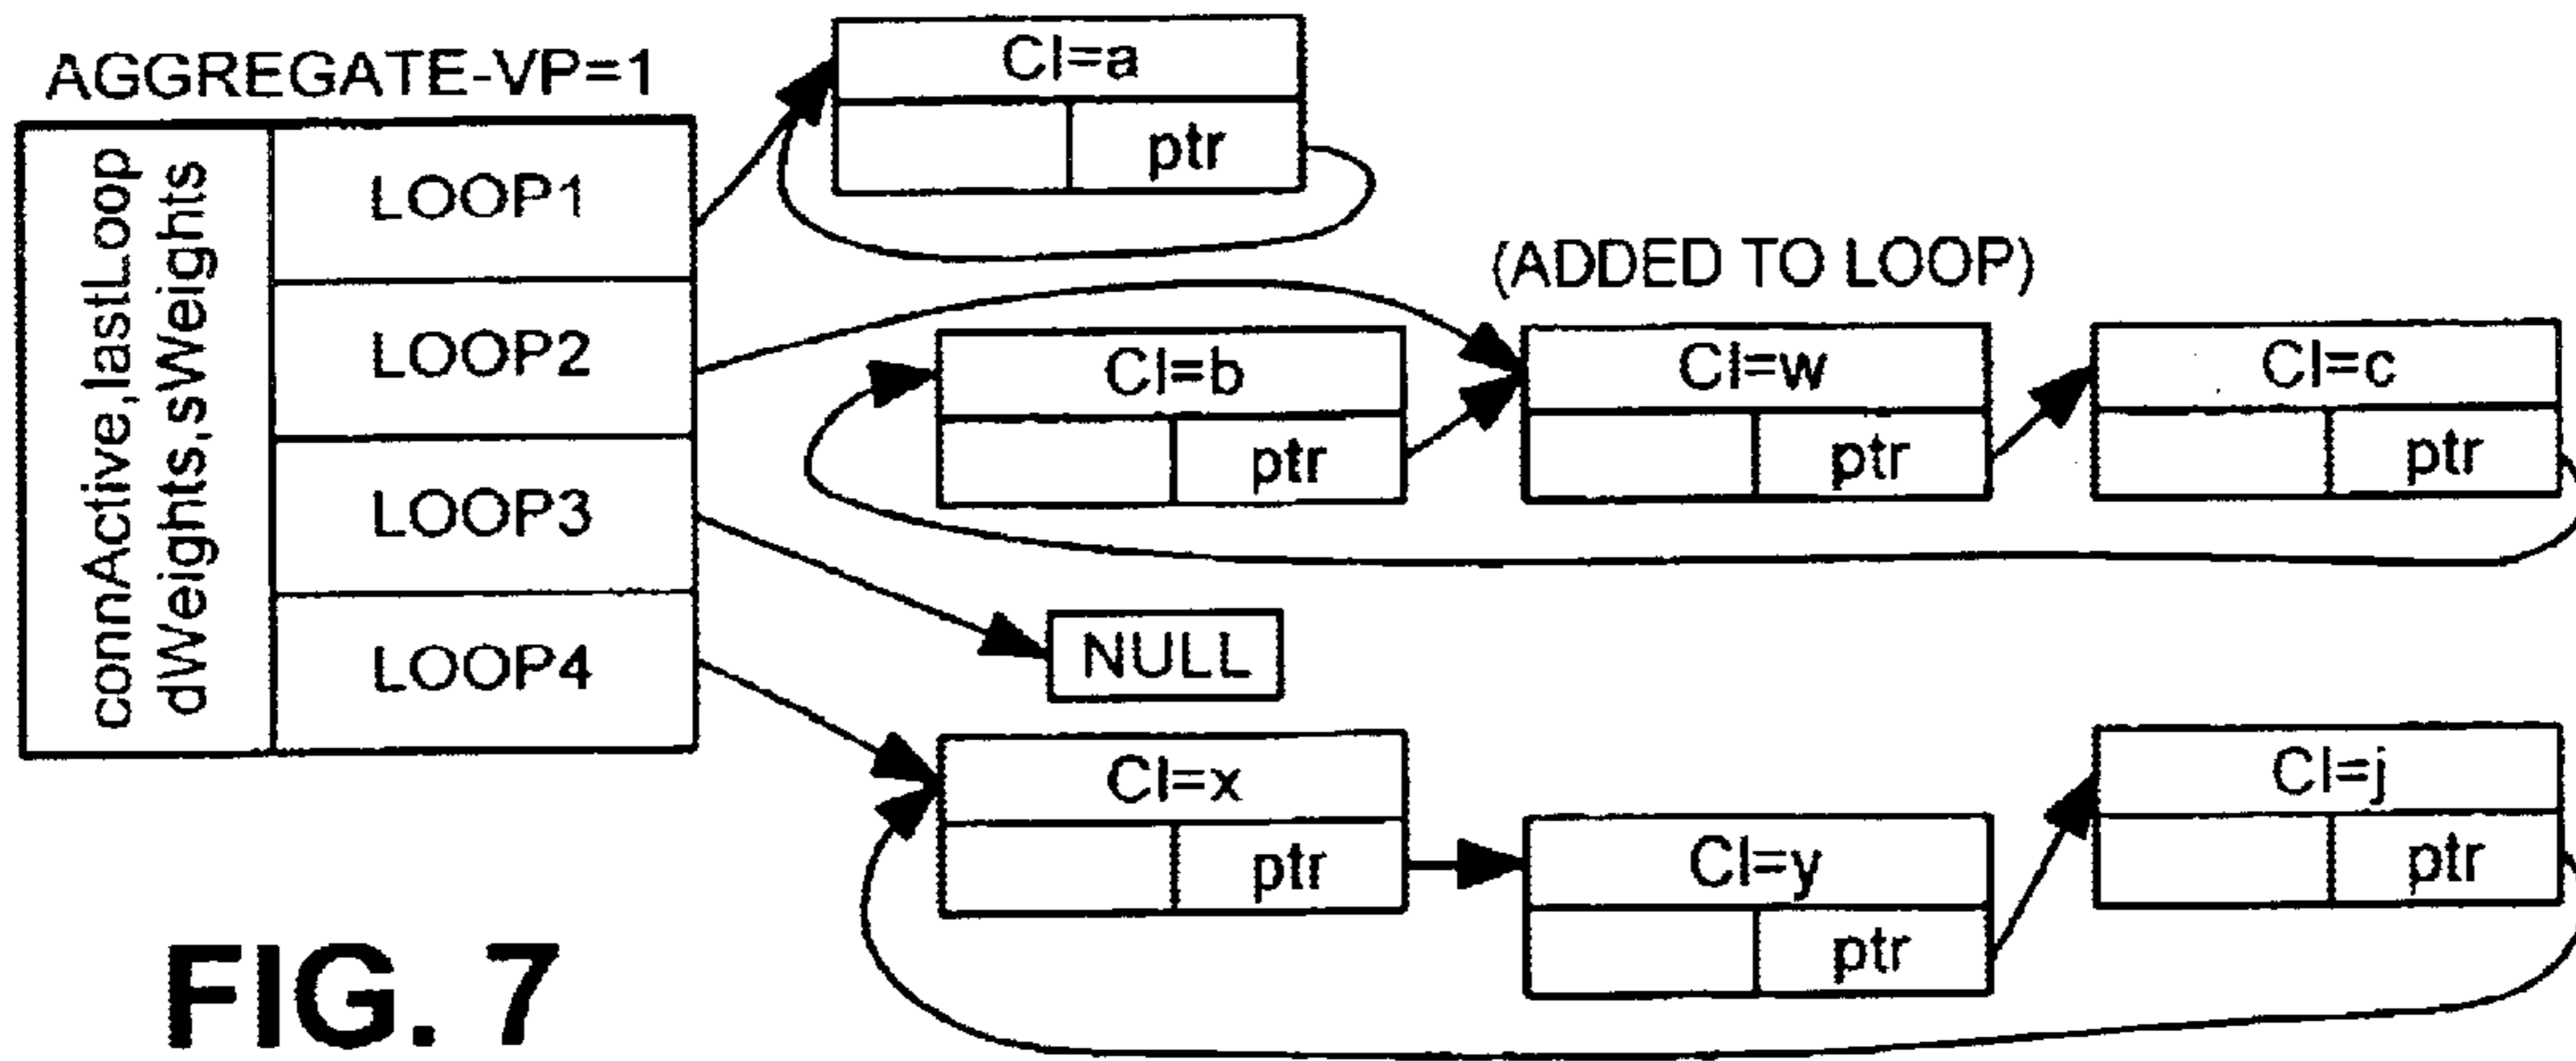 AGGREGATE-VP=1
connActive,lastLoop
dWeights,sWeights
LOOP1
LOOP2
LOOP3
LOOP4
CI=a
ptr
(ADDED TO LOOP)
CI=b
ptr
CI=w
ptr
CI=c
ptr
NULL
CI=x
ptr
CI=y
ptr
CI=j
ptr
FIG. 7